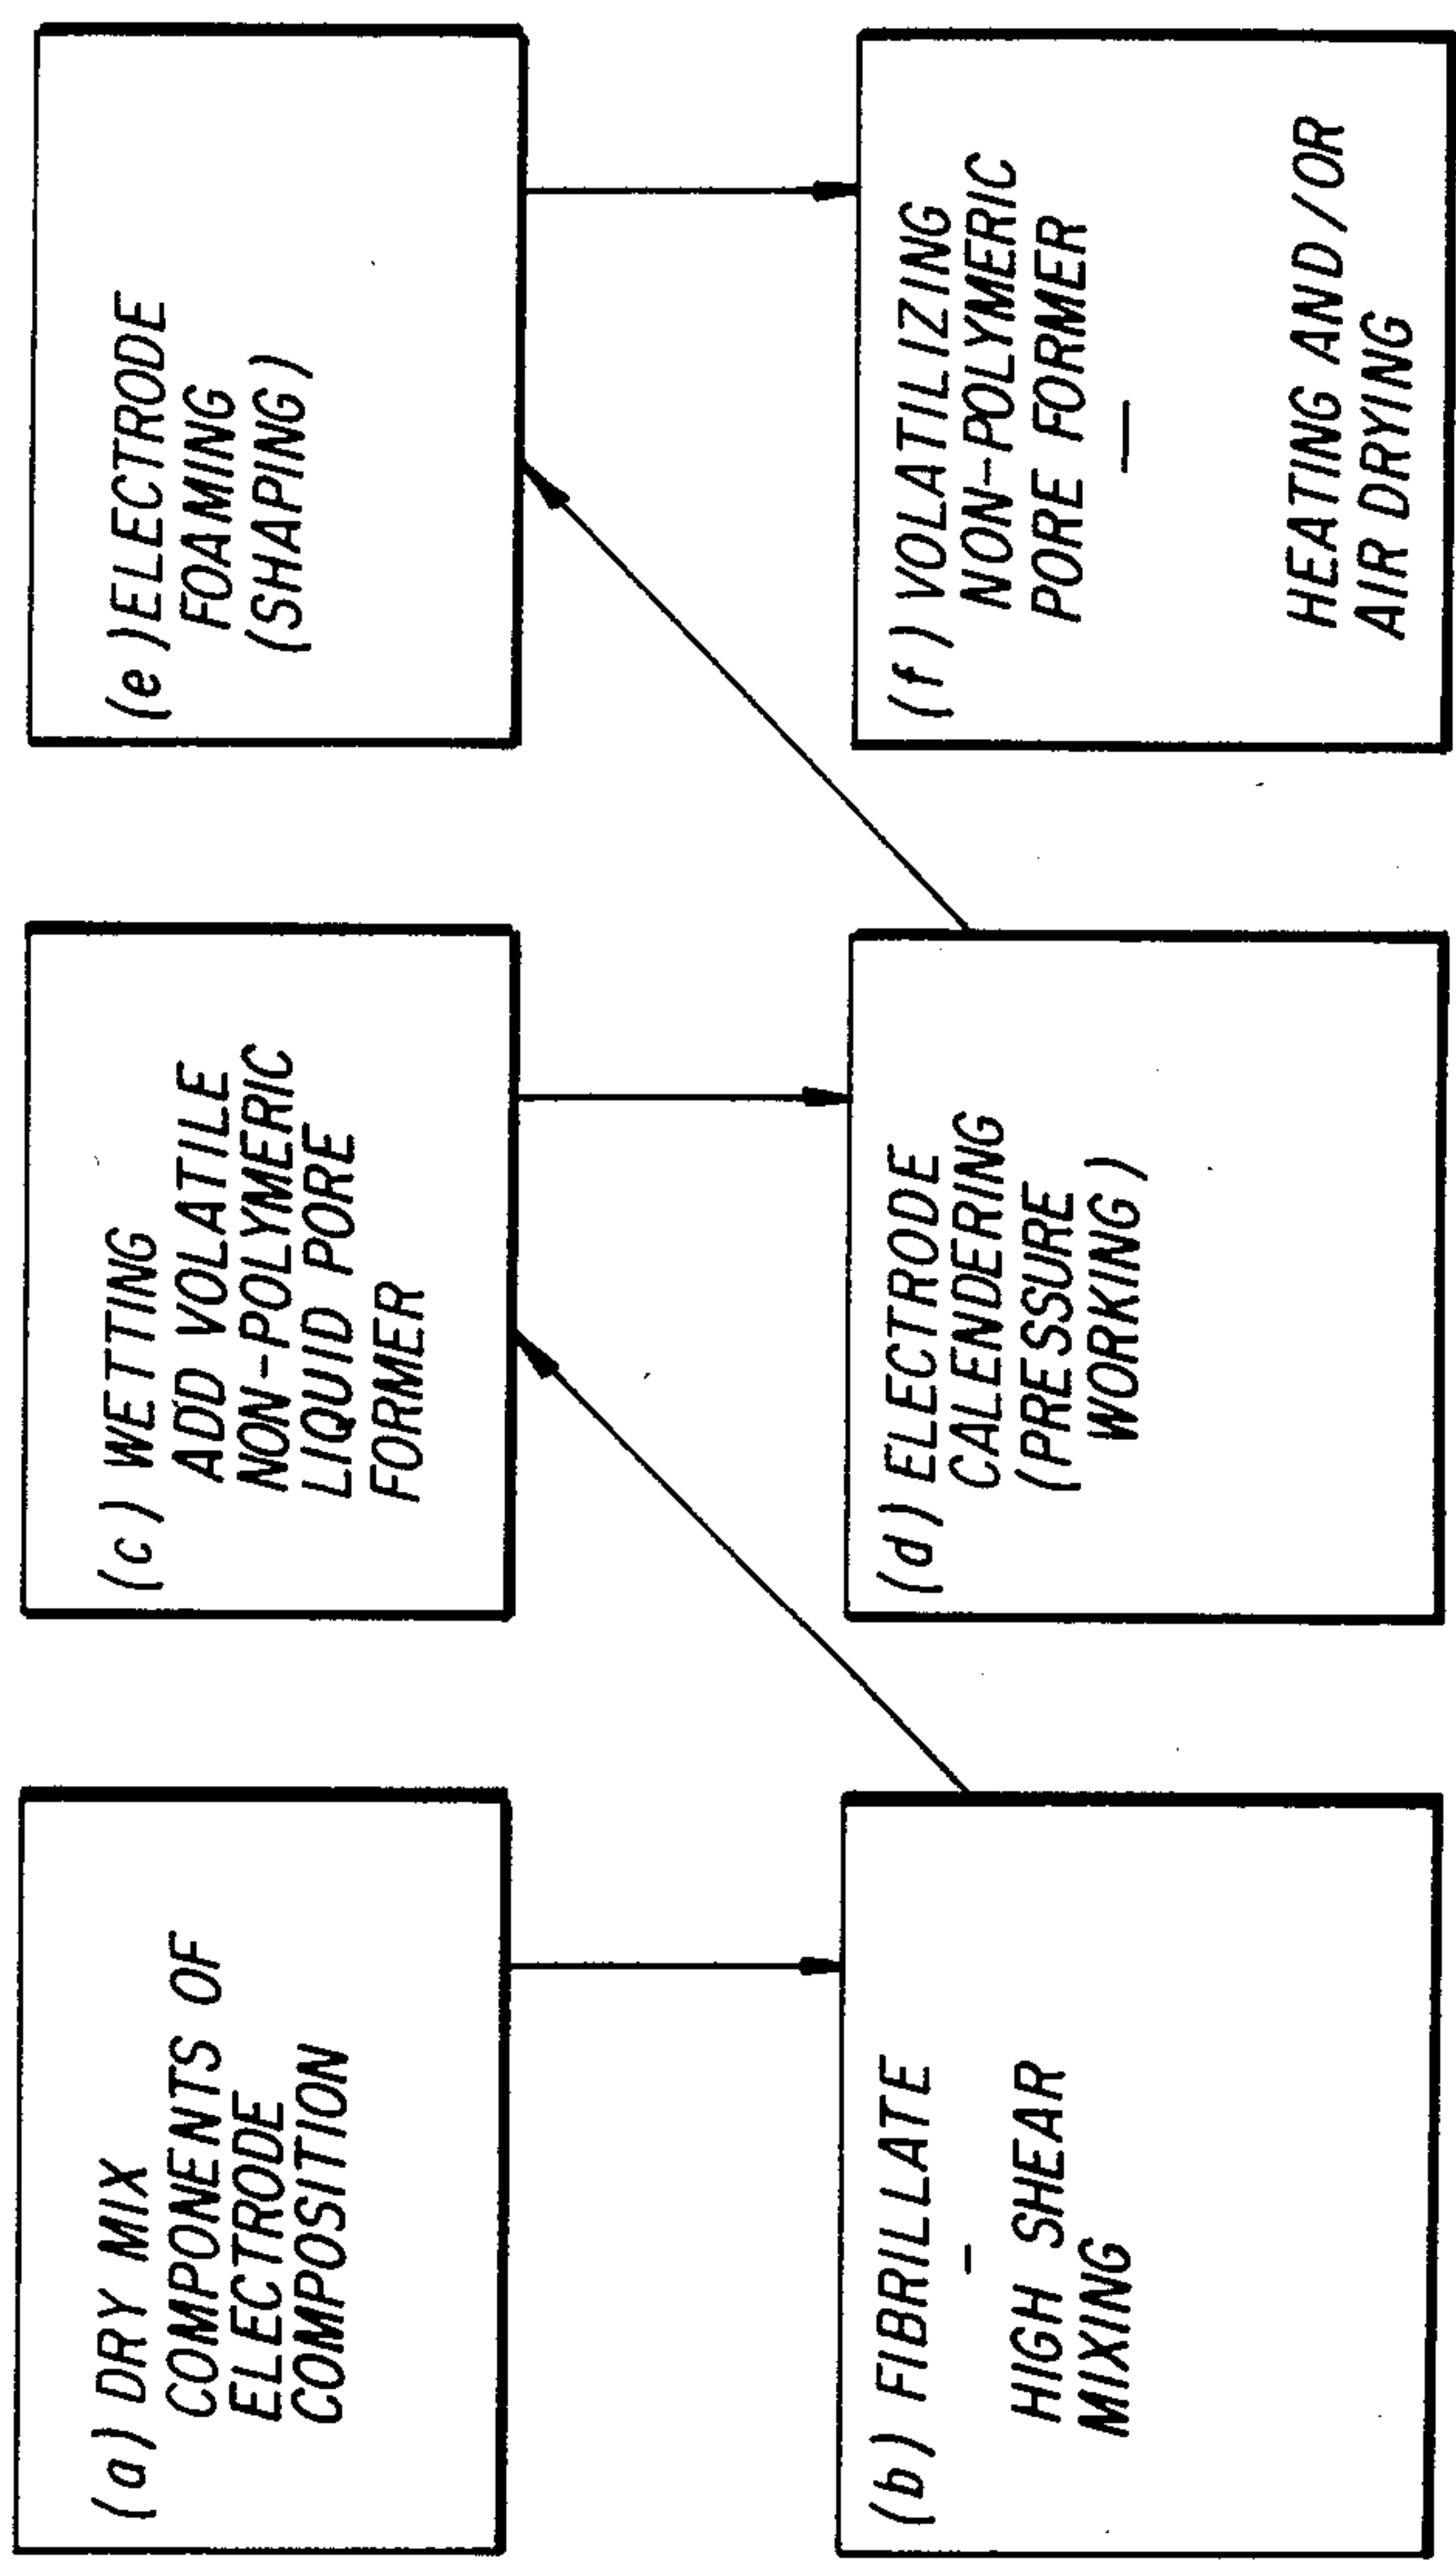 (a) DRY MIX
COMPONENTS OF
ELECTRODE
COMPOSITION
(b) FIBRILLATE
–
HIGH SHEAR
MIXING
(c) WETTING
ADD VOLATILE
NON-POLYMERIC
LIQUID PORE
FORMER
(d) ELECTRODE
CALENDERING
(PRESSURE
WORKING)
(e) ELECTRODE
FOAMING
(SHAPING)
(f) VOLATILIZING
NON-POLYMERIC
PORE FORMER
—
HEATING AND/OR
AIR DRYING